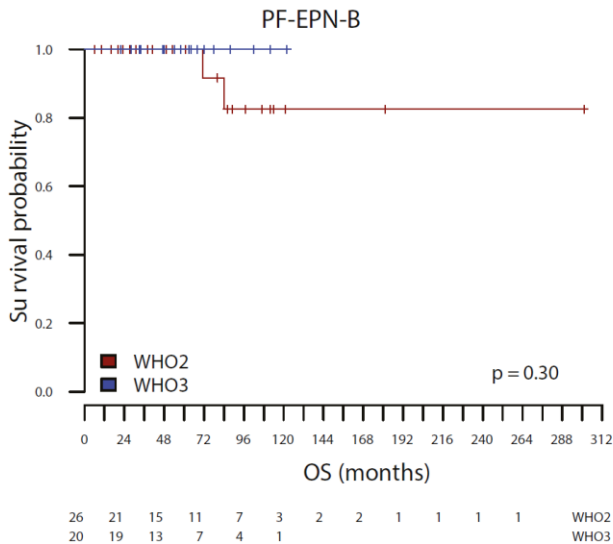 PF-EPN-B
Su rvival probability
1.0
0.8
0.6
0.4
0.2
0.0
WHO2
WHO3
p = 0.30
0 24 48 72 96 120 144 168 192 216 240 264 288 312
OS (months)
26 21 15 11 7 3 2 2 1 1 1 1 WHO2
20 19 13 7 4 1 WHO3